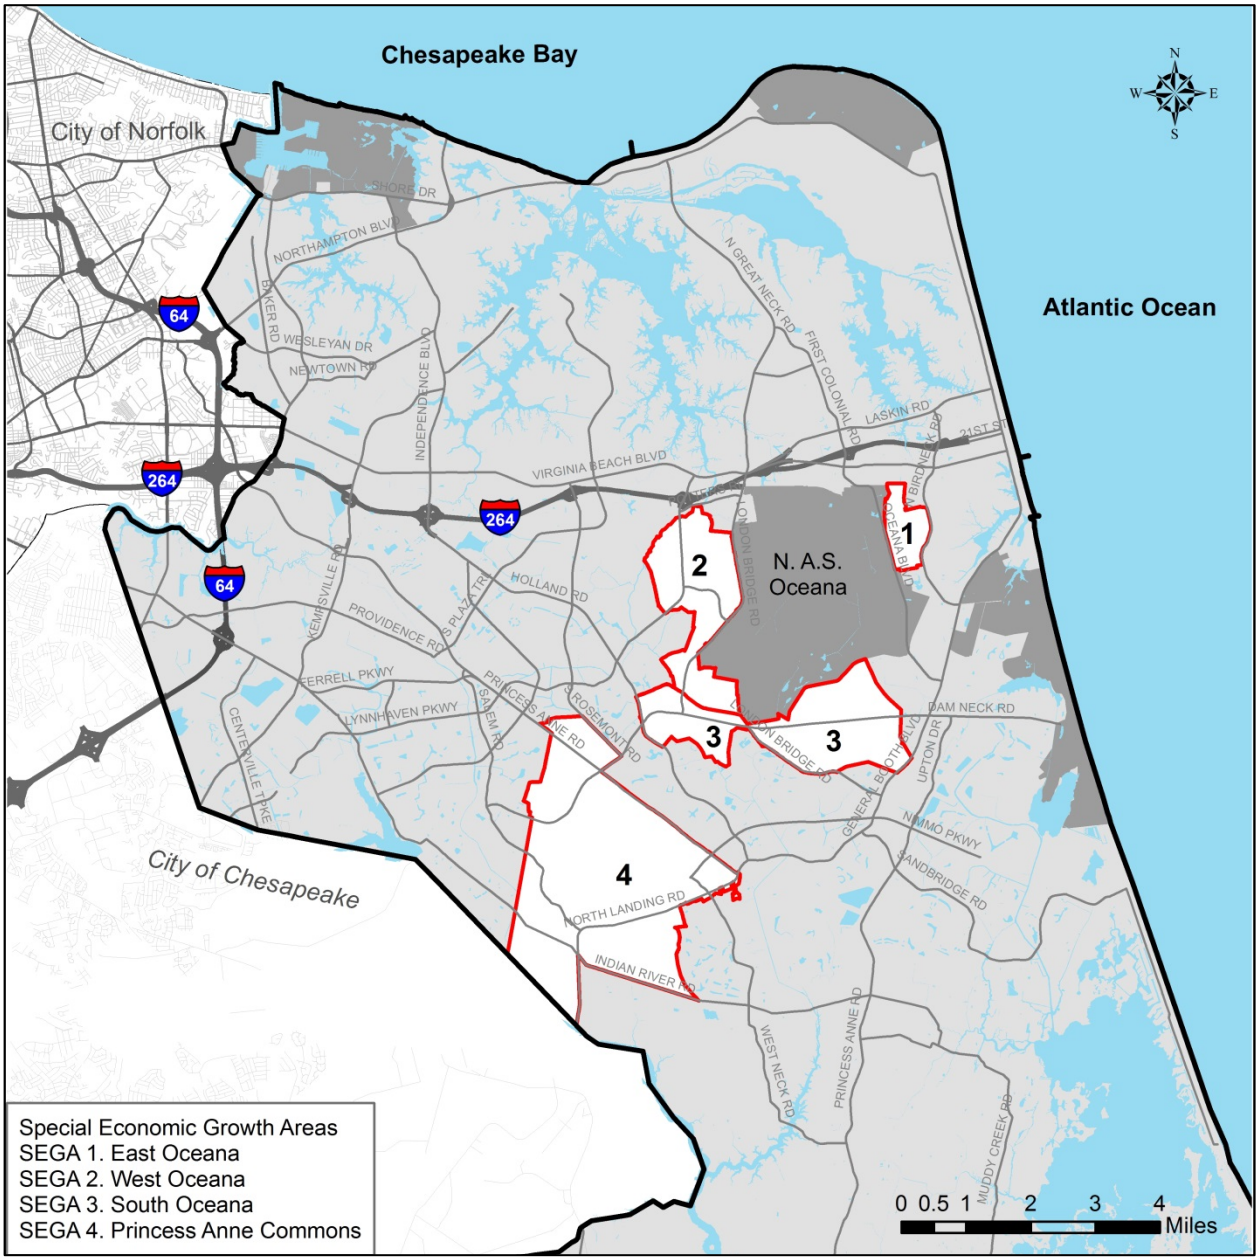 Chesapeake Bay
N
W E
S
City of Norfolk
SHORE DR
NORTHAMPTON BLVD
N GREAT NECK RD
BAKER RD
64
Atlantic Ocean
WESLEYAN DR
NEWTOWN RD
INDEPENDENCE BLVD
FIRST COLONIAL RD
LASKIN RD
21ST ST
BIRDNECK RD
VIRGINIA BEACH BLVD
264
264
LONDON BRIDGE RD
OCEANA BLVD
1
2
N. A.S.
Oceana
64
KEMPSVILLE RD
HOLLAND RD
S PLAZA TRL
PROVIDENCE RD
FERRELL PKWY
PRINCESS ANNE RD
S ROSEMONT RD
SALEM RD
LYNNHAVEN PKWY
CENTERVILLE TPKE
DAM NECK RD
LONDON BRIDGE RD
3
3
UPTON DR
GENERAL BOOTH BLVD
NIMMO PKWY
SANDBRIDGE RD
City of Chesapeake
4
NORTH LANDING RD
INDIAN RIVER RD
WEST NECK RD
PRINCESS ANNE RD
MUDDY CREEK RD
Special Economic Growth Areas
SEGA 1. East Oceana
SEGA 2. West Oceana
SEGA 3. South Oceana
SEGA 4. Princess Anne Commons
0 0.5 1 2 3 4
Miles